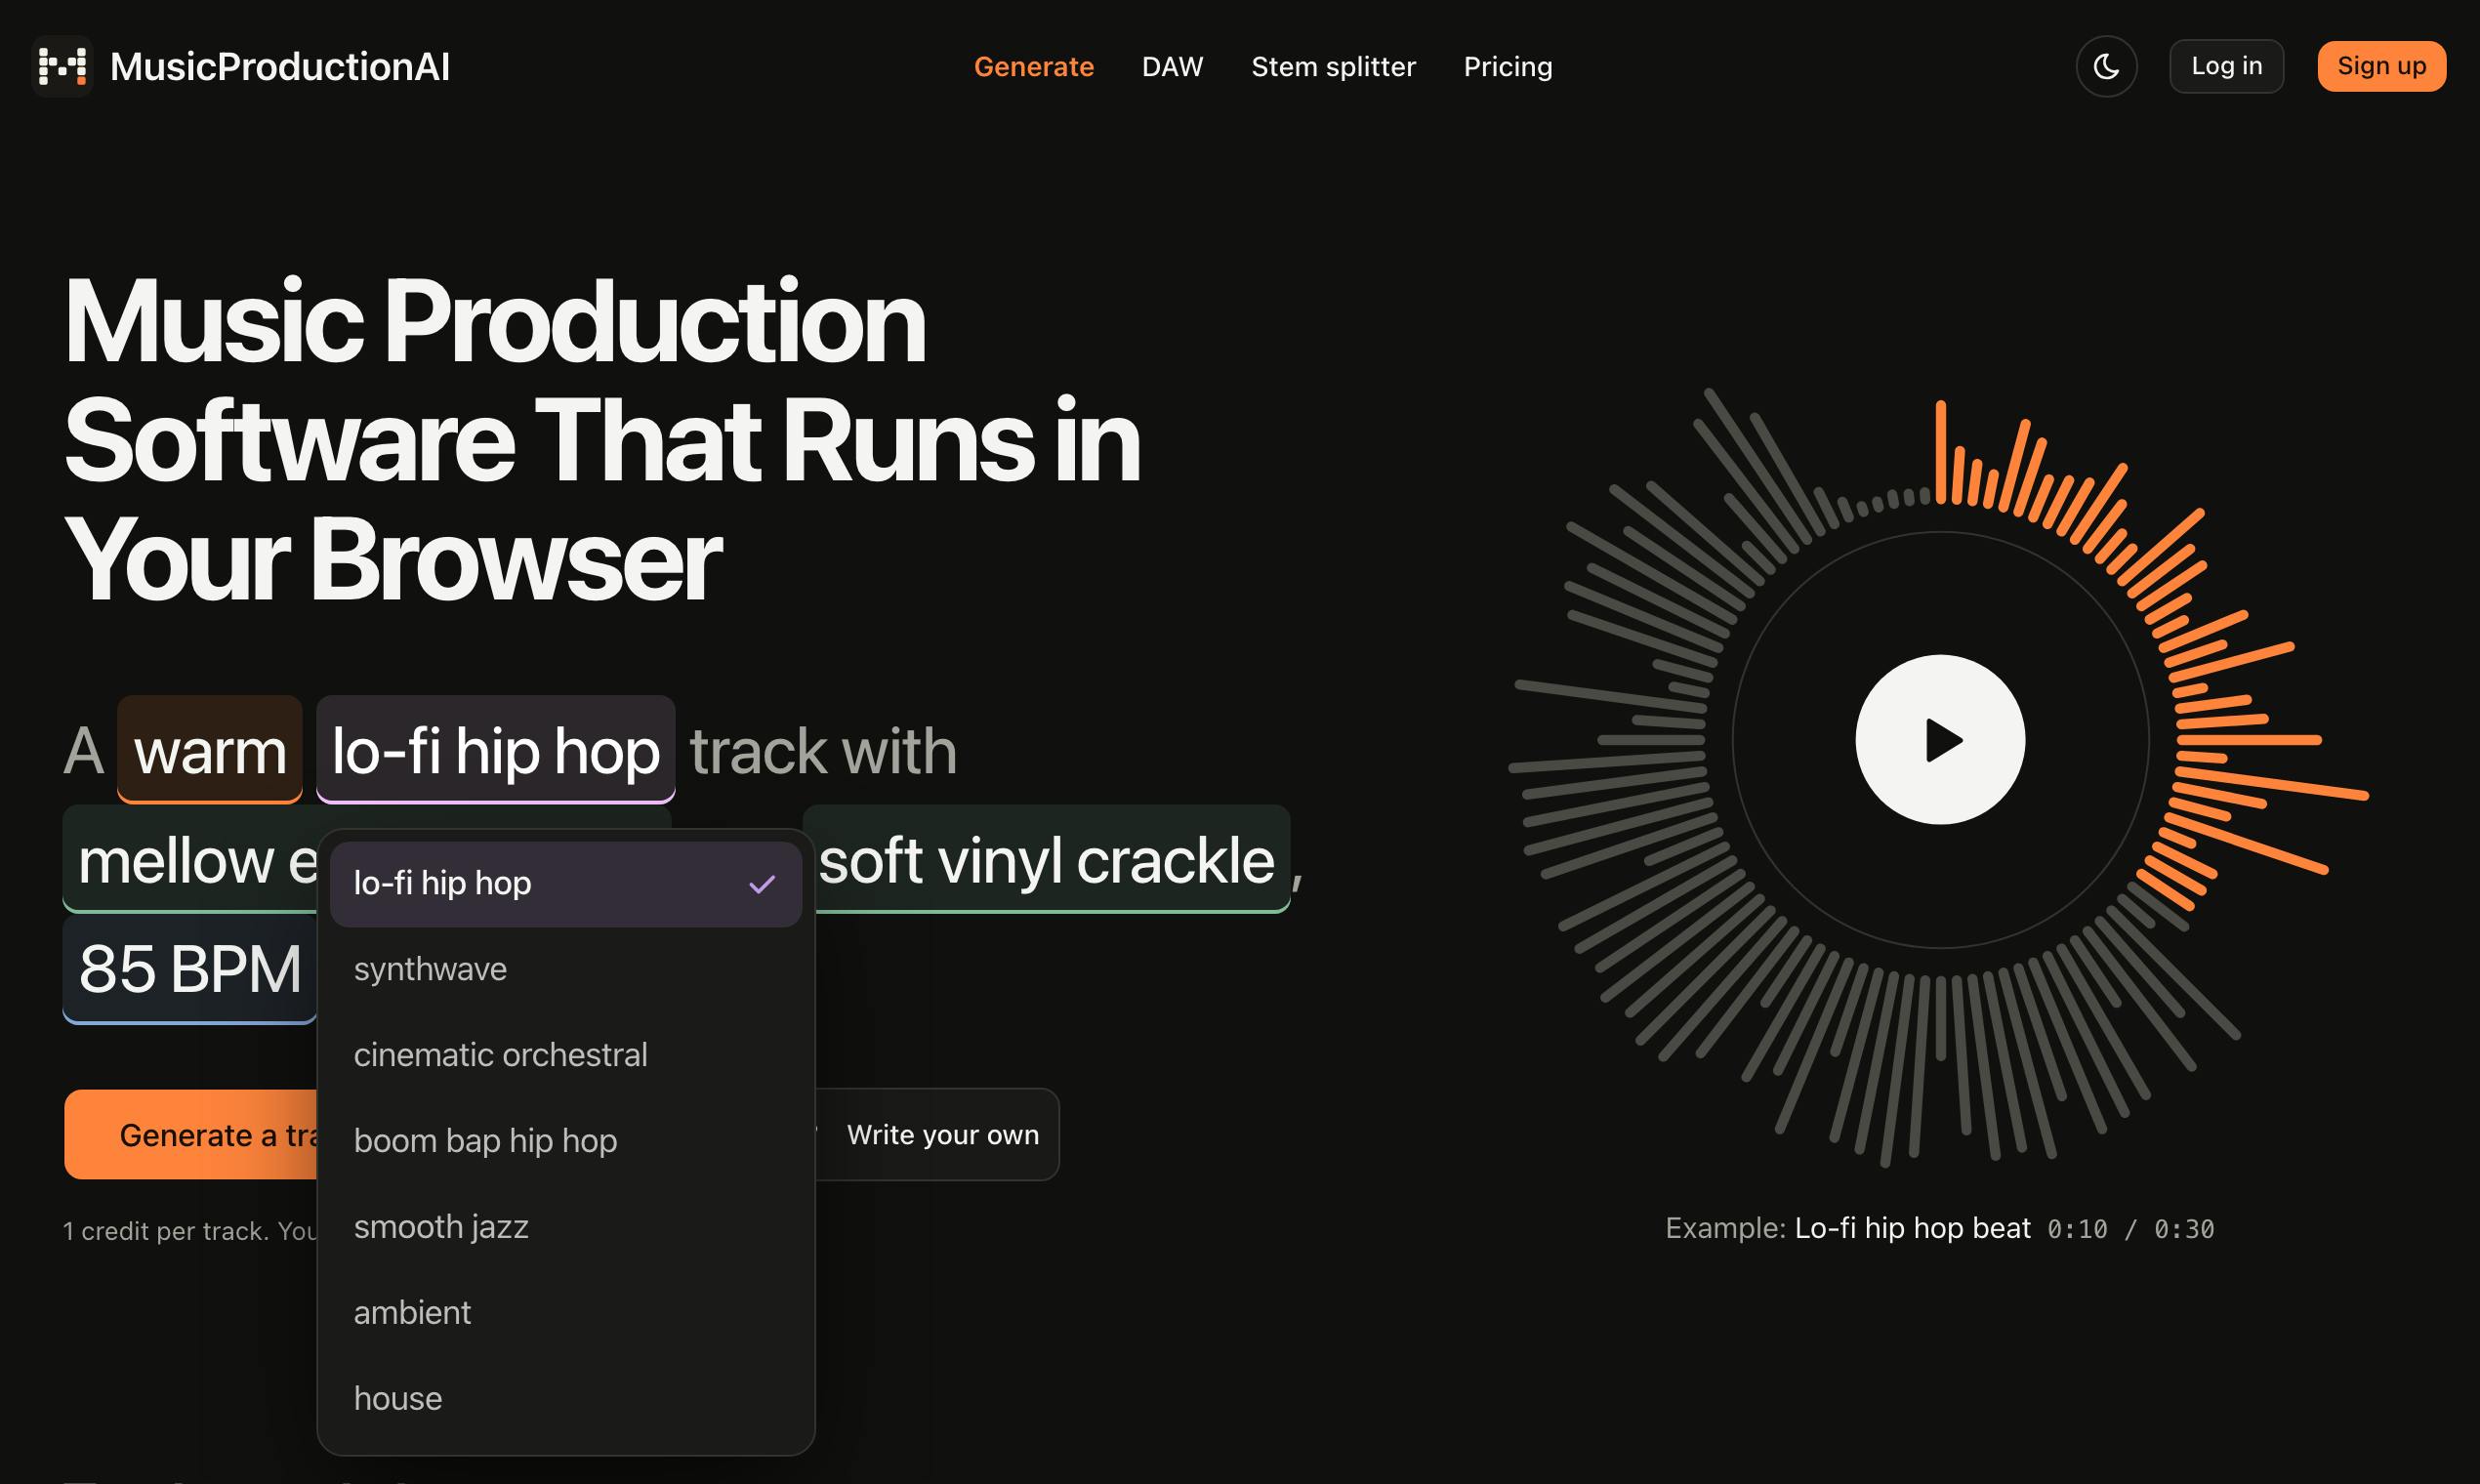 MusicProductionAI
Generate DAW Stem splitter Pricing
Log in Sign up
Music Production
Software That Runs in
Your Browser
A warm lo-fi hip hop track with
mellow soft vinyl crackle,
85 BPM
lo-fi hip hop
synthwave
cinematic orchestral
boom bap hip hop
smooth jazz
ambient
house
Generate a
Write your own
1 credit per track.
Example: Lo-fi hip hop beat 0:10 / 0:30